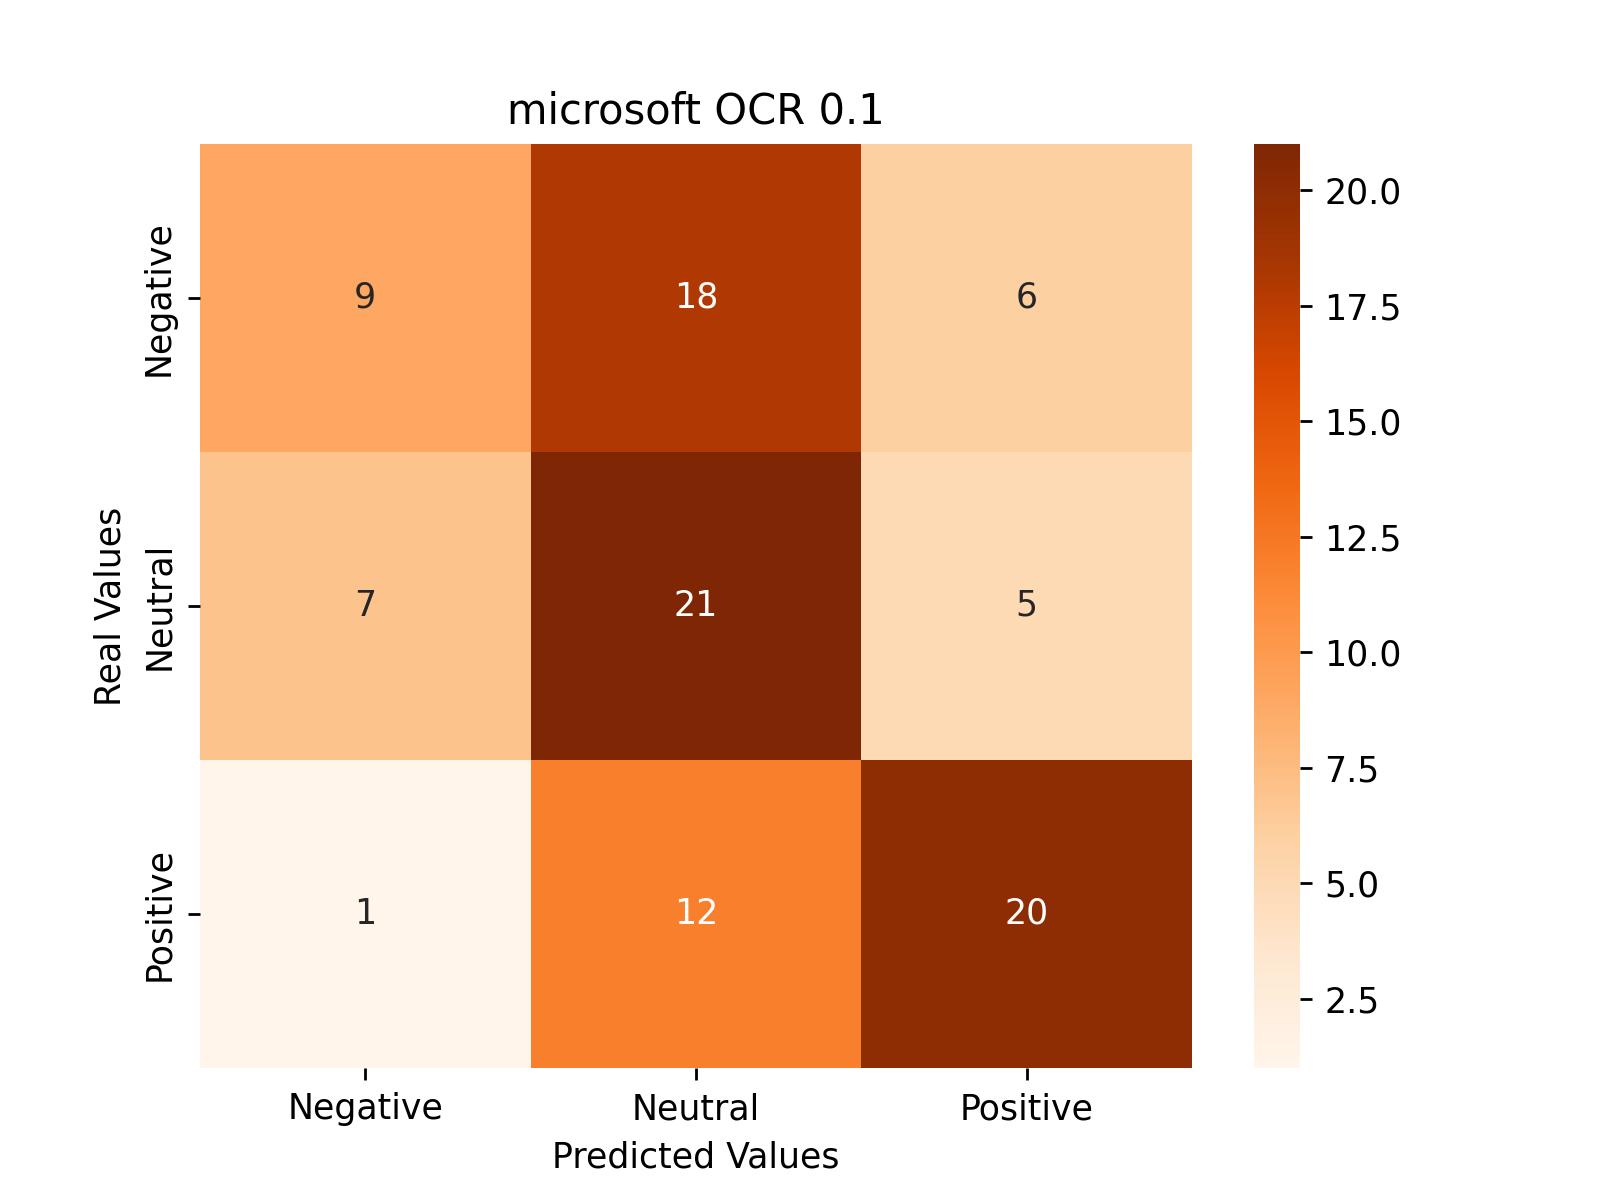 microsoft OCR 0.1
Real Values
Negative
9 18 6
Neutral
7 21 5
Positive
1 12 20
Negative Neutral Positive
Predicted Values
20.0
17.5
15.0
12.5
10.0
7.5
5.0
2.5